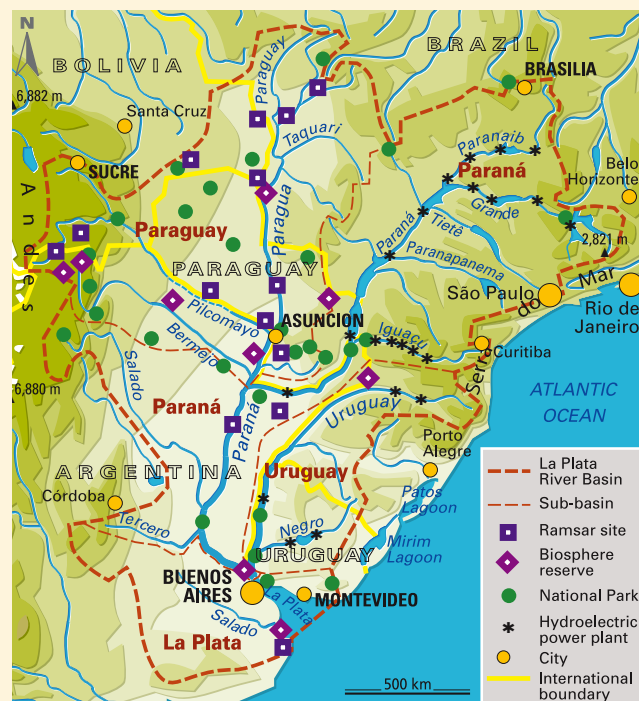 N
BOLIVIA
BRAZIL
Paraguay
BRASILIA
6,882 m
Santa Cruz
Taquari
SUCRE
Paranaib
Paraná
Belo
Horizonte
Andes
Paragua
Paraná
Tietê
Grande
Paraguay
2,821 m
Paranapanema
PARAGUAY
São Paulo
Serra do Mar
Rio de
Janeiro
Pilcomayo
ASUNCION
Bermejo
Iguaçu
Curitiba
Salado
6,880 m
ATLANTIC
OCEAN
Paraná
Paraná
Uruguay
Porto
Alegre
ARGENTINA
Uruguay
Patos
Lagoon
Córdoba
Tercero
Negro
Mirim
Lagoon
URUGUAY
BUENOS
AIRES
La Plata
MONTEVIDEO
Salado
La Plata
500 km
La Plata
River Basin
Sub-basin
Ramsar site
Biosphere
reserve
National Park
Hydroelectric
power plant
City
International
boundary